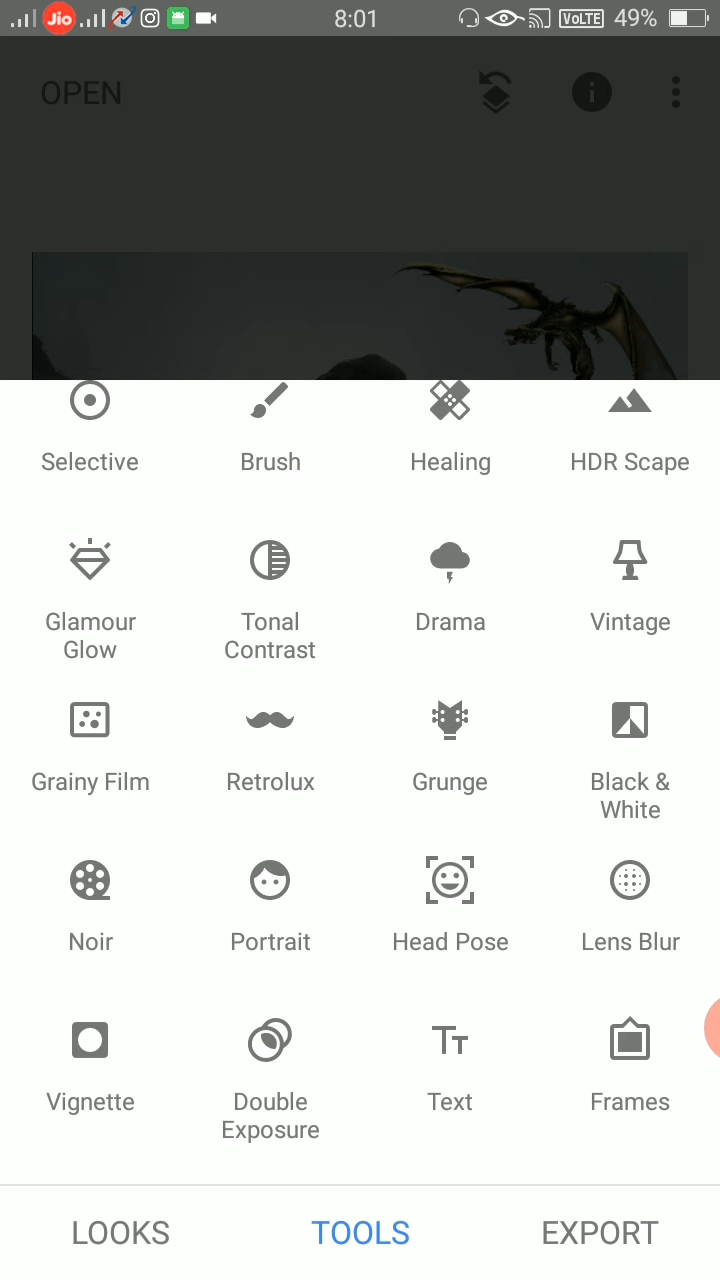 Jio 8:01 VoLTE 49%
OPEN
Selective Brush Healing HDR Scape
Glamour Glow Tonal Contrast Drama Vintage
Grainy Film Retrolux Grunge Black & White
Noir Portrait Head Pose Lens Blur
Vignette Double Exposure Text Frames
LOOKS TOOLS EXPORT